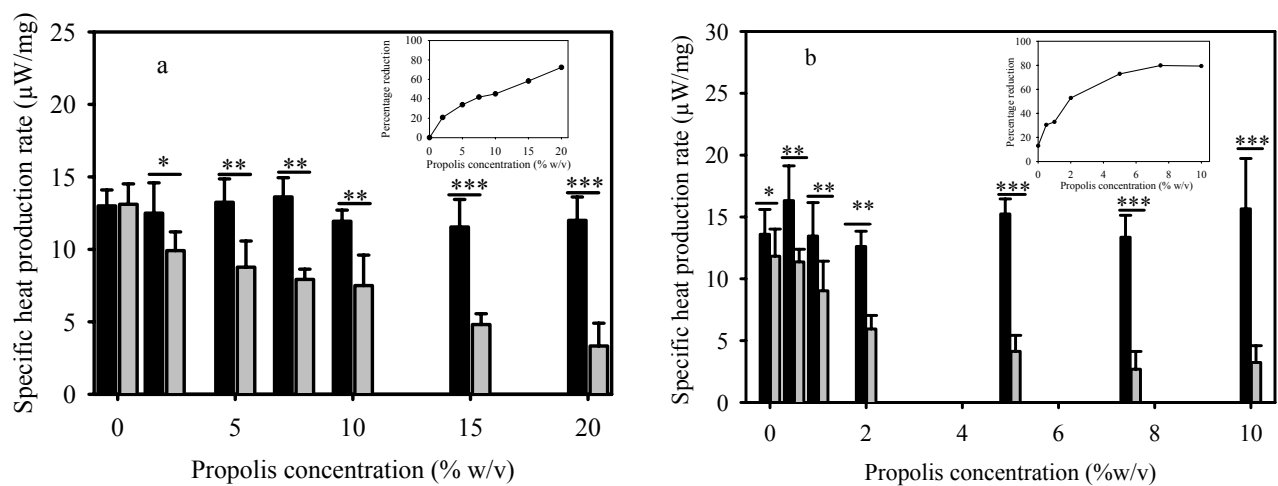 a
Specific heat production rate (µW/mg)
25
20
15
10
5
0
* ** ** ** *** ***
0 5 10 15 20
Propolis concentration (% w/v)
Percentage reduction
100
80
60
40
20
0
0 5 10 15 20
Propolis concentration (% w/v)
b
Specific heat production rate (µW/mg)
30
25
20
15
10
5
0
* ** ** ** *** *** ***
0 2 4 6 8 10
Propolis concentration (%w/v)
Percentage reduction
100
80
60
40
20
0
0 2 4 6 8 10
Propolis concentration (% w/v)